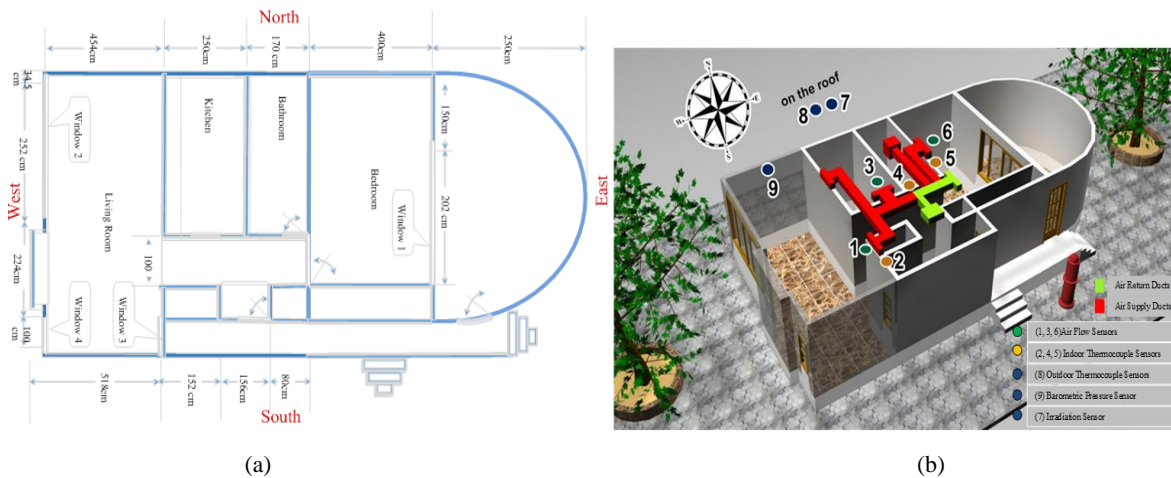 North
454cm
250cm
170 cm
400cm
250cm
34.5
cm
252 cm
West
224cm
100
cm
Window 2
Living Room
Window 4
Kitchen
Bathroom
100
Window 3
Bedroom
Window 1
150cm
202 cm
East
518cm
152 cm
156cm
80cm
South
(a)
on the roof
8
7
9
6
5
3
4
1
2
N
E
S
W
Air Return Ducts
Air Supply Ducts
(1, 3, 6)Air Flow Sensors
(2, 4, 5) Indoor Thermocouple Sensors
(8) Outdoor Thermocouple Sensors
(9) Barometric Pressure Sensor
(7) Irradiation Sensor
(b)